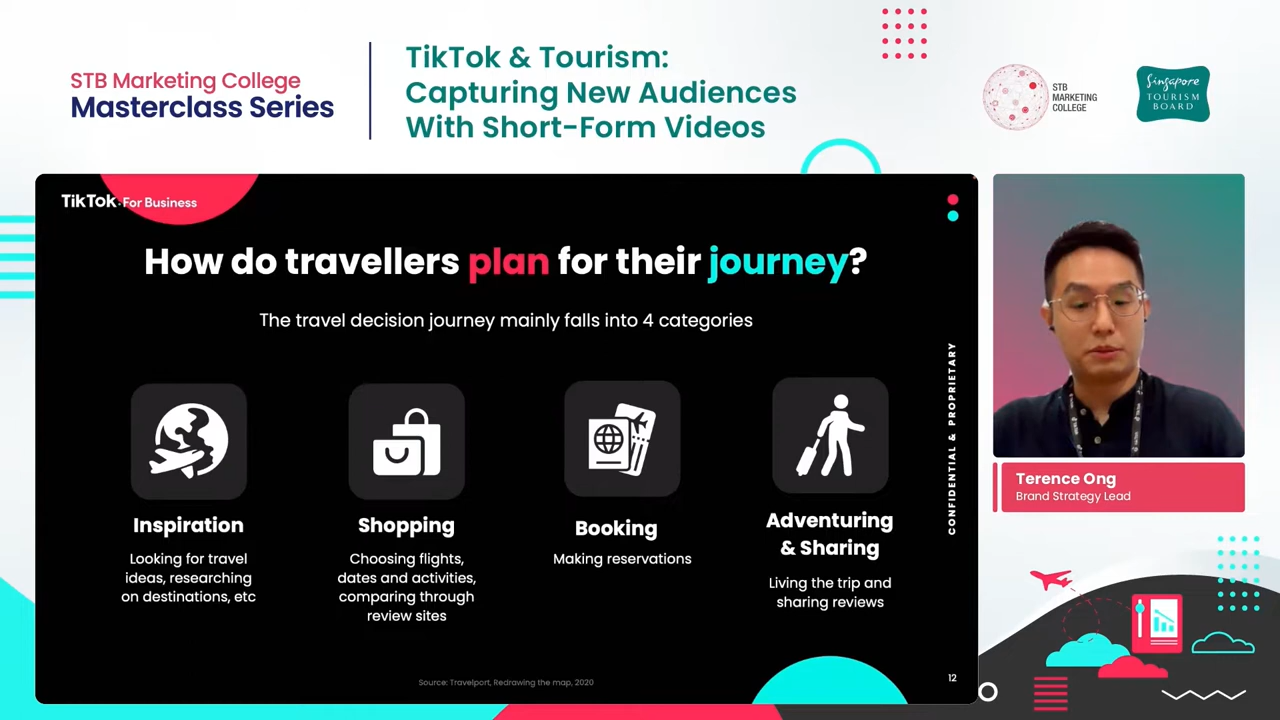 STB Marketing College
Masterclass Series
TikTok & Tourism:
Capturing New Audiences
With Short-Form Videos
STB
MARKETING
COLLEGE
Singapore
TOURISM
BOARD
TikTok: For Business
How do travellers plan for their journey?
The travel decision journey mainly falls into 4 categories
Inspiration
Looking for travel
ideas, researching
on destinations, etc
Shopping
Choosing flights,
dates and activities,
comparing through
review sites
Booking
Making reservations
Adventuring
& Sharing
Living the trip and
sharing reviews
CONFIDENTIAL & PROPRIETARY
Source: Travelport, Redrawing the map, 2020
12
Terence Ong
Brand Strategy Lead